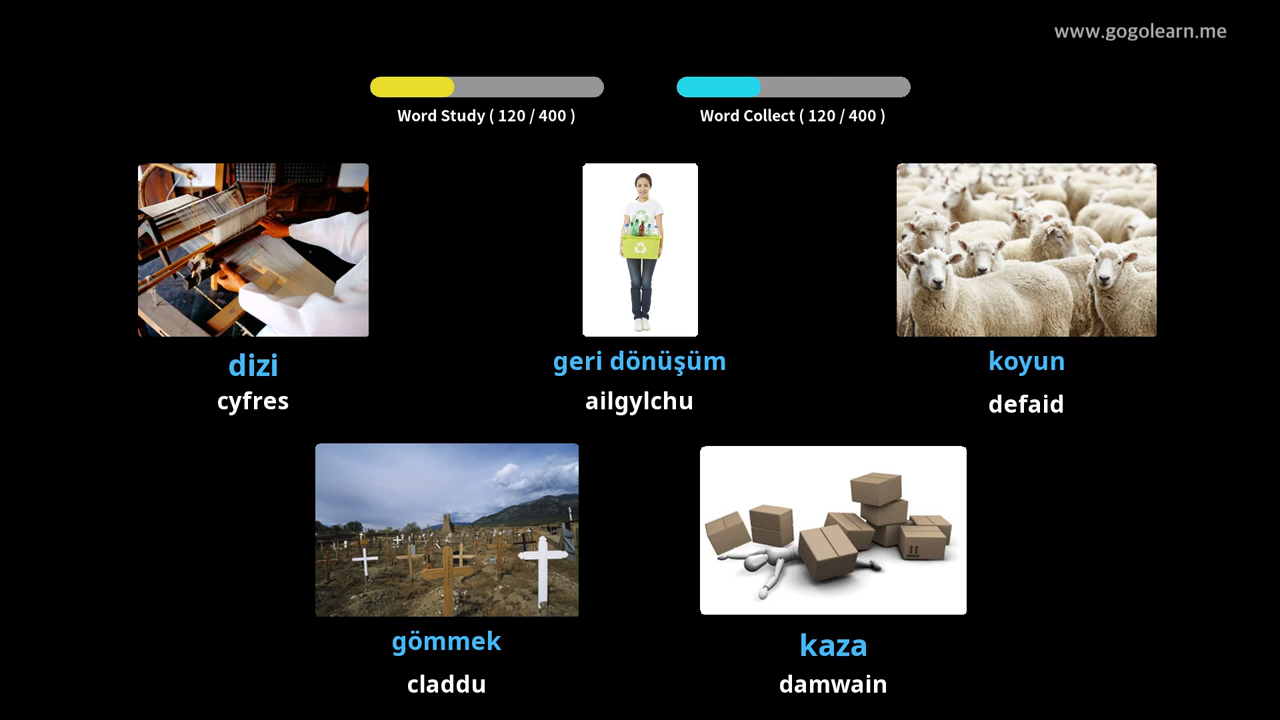 www.gogolearn.me
Word Study ( 120 / 400 )
Word Collect ( 120 / 400 )
dizi
cyfres
geri dönüşüm
ailgylchu
koyun
defaid
gömmek
claddu
kaza
damwain